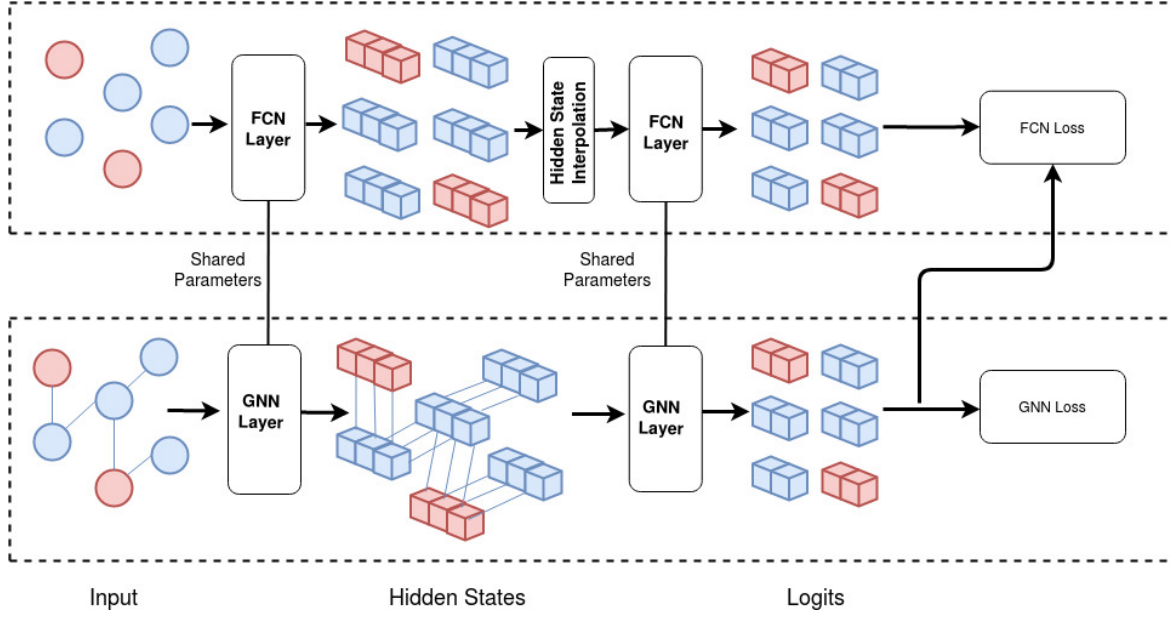 FCN
Layer
Hidden State
Interpolation
FCN
Layer
FCN Loss
Shared
Parameters
Shared
Parameters
GNN
Layer
GNN
Layer
GNN Loss
Input
Hidden States
Logits